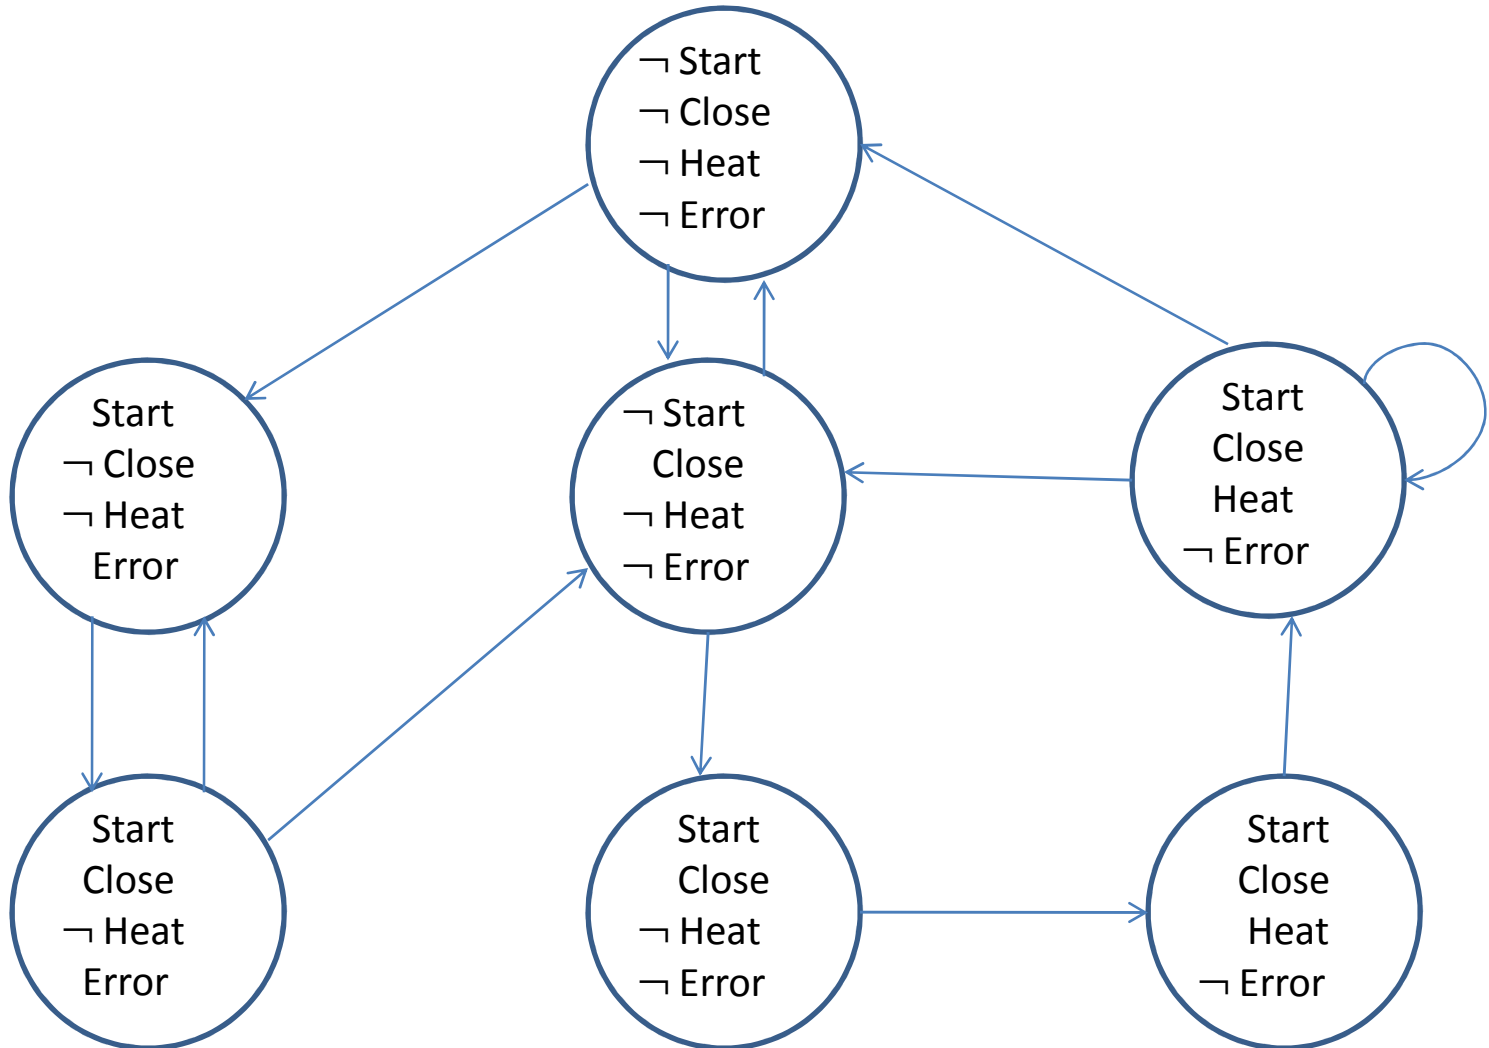 ¬ Start
¬ Close
¬ Heat
¬ Error
Start
¬ Close
¬ Heat
Error
¬ Start
Close
¬ Heat
¬ Error
Start
Close
Heat
¬ Error
Start
Close
¬ Heat
Error
Start
Close
¬ Heat
¬ Error
Start
Close
Heat
¬ Error